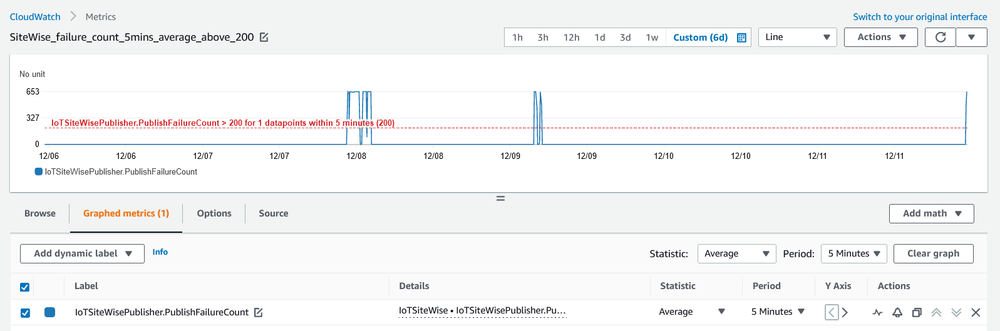 CloudWatch Metrics Switch to your original interface
SiteWise_failure_count_5mins_average_above_200 1h 3h 12h 1d 3d 1w Custom (6d) Line Actions
No unit
653
327
IoTSiteWisePublisher.PublishFailureCount > 200 for 1 datapoints within 5 minutes (200)
0
12/06 12/06 12/07 12/07 12/08 12/08 12/09 12/09 12/10 12/10 12/11 12/11
IoTSiteWisePublisher.PublishFailureCount
Browse Graphed metrics (1) Options Source Add math
Add dynamic label Info Statistic: Average Period: 5 Minutes Clear graph
Label Details Statistic Period Y Axis Actions
IoTSiteWisePublisher.PublishFailureCount IoTSiteWise • IoTSiteWisePublisher.Pu... Average 5 Minutes